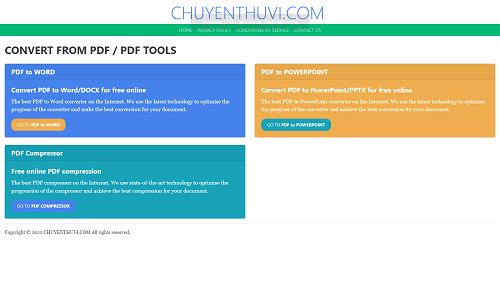 CHUYENTHUVI.COM
HOME PRIVACY POLICY CONDITIONS OF SERVICE CONTACT US
CONVERT FROM PDF / PDF TOOLS
PDF to WORD
Convert PDF to Word/DOCX for free online
The best PDF to Word converter on the Internet. We use the latest technology to optimise the
progress of the converter and make the best conversion for your document.
GO TO PDF to WORD
PDF to POWERPOINT
Convert PDF to PowerPoint/PPTX for free online
The best PDF to PowerPoint converter on the Internet. We use the latest technology to optimise the
progress of the converter and achieve the best conversion for your document.
GO TO PDF to POWERPOINT
PDF Compressor
Free online PDF compression
The best PDF compressor on the Internet. We use state-of-the-art technology to optimise the
progression of the compressor and achieve the best compression for your document.
GO TO PDF COMPRESSOR
Copyright © 2022 CHUYENTHUVI.COM All rights reserved.